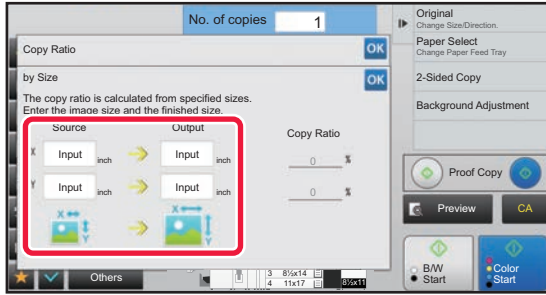 No. of copies 1
Original
Change Size/Direction.
Paper Select
Change Paper Feed Tray
2-Sided Copy
Background Adjustment
Copy Ratio OK
by Size OK
The copy ratio is calculated from specified sizes.
Enter the image size and the finished size.
Source Output Copy Ratio
X Input inch Input inch 0 %
Y Input inch Input inch 0 %
X Y X Y
Proof Copy
Preview CA
B/W
Start
Color
Start
Others
3 8½x14
4 11x17
8½x11